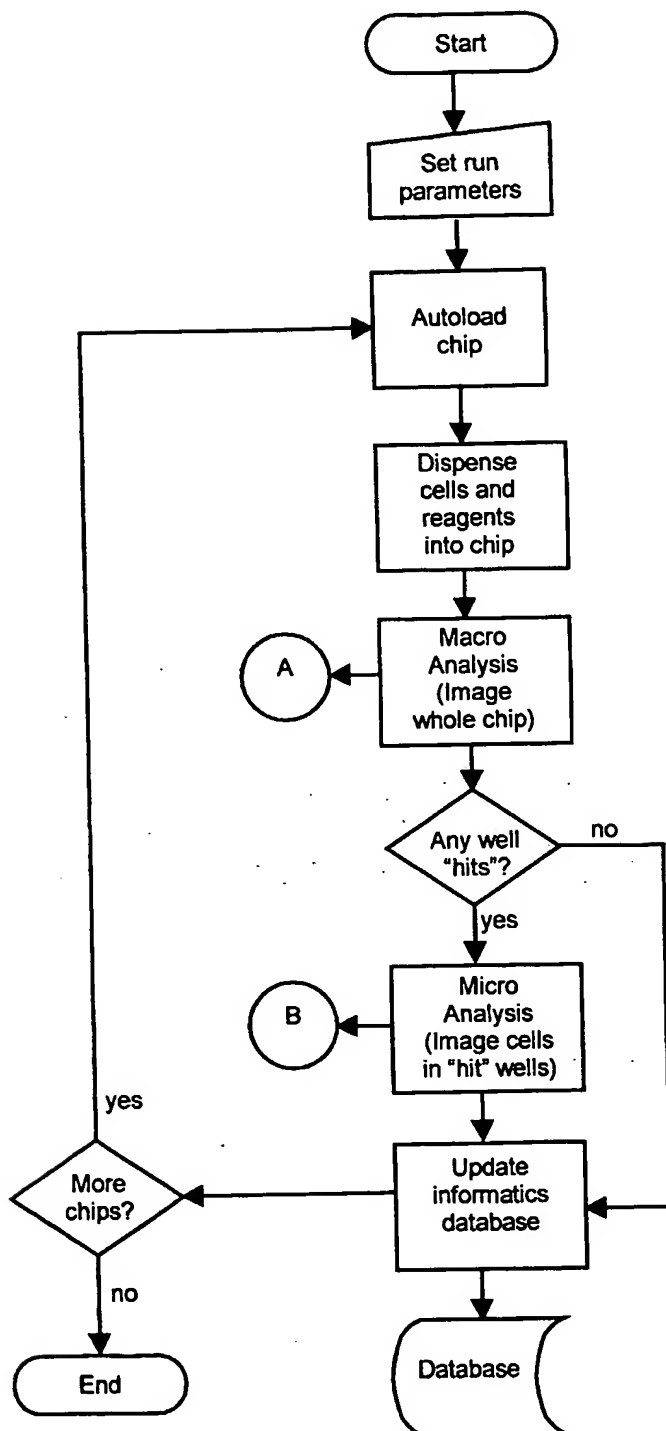 Start
Set run
parameters
Autoload
chip
Dispense
cells and
reagents
into chip
Macro
Analysis
(Image
whole chip)
A
Any well
"hits"?
no
yes
Micro
Analysis
(Image cells
in "hit" wells)
B
Update
informatics
database
yes
More
chips?
no
End
Database